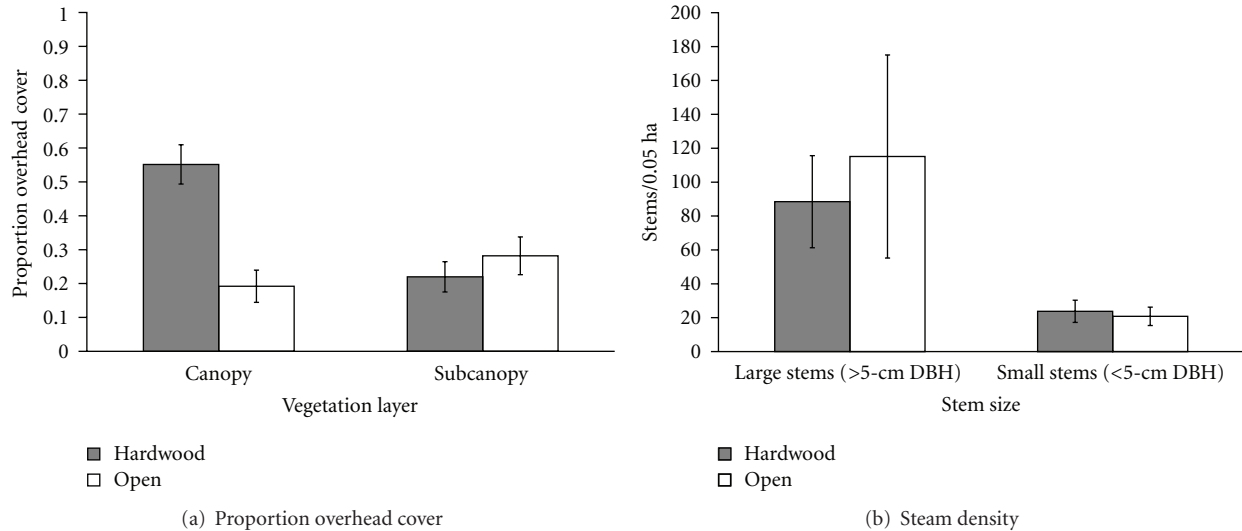 1
0.9
0.8
0.7
0.6
0.5
0.4
0.3
0.2
0.1
0
Proportion overhead cover
Canopy Subcanopy
Vegetation layer
Hardwood
Open
(a) Proportion overhead cover
200
180
160
140
120
100
80
60
40
20
0
Stems/0.05 ha
Large stems (>5-cm DBH) Small stems (<5-cm DBH)
Stem size
Hardwood
Open
(b) Steam density